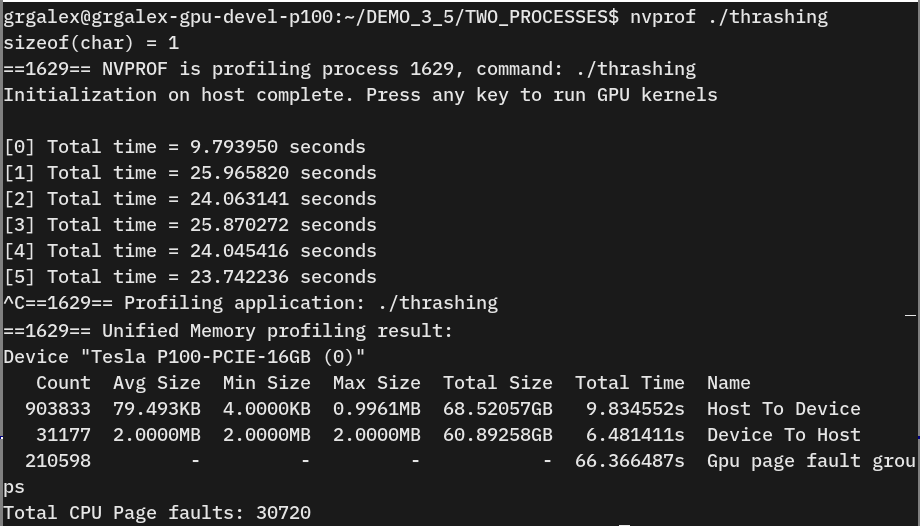 grgalex@grgalex-gpu-devel-p100:~/DEMO_3_5/TWO_PROCESSES$ nvprof ./thrashing
sizeof(char) = 1
==1629== NVPROF is profiling process 1629, command: ./thrashing
Initialization on host complete. Press any key to run GPU kernels
[0] Total time = 9.793950 seconds
[1] Total time = 25.965820 seconds
[2] Total time = 24.063141 seconds
[3] Total time = 25.870272 seconds
[4] Total time = 24.045416 seconds
[5] Total time = 23.742236 seconds
^C==1629== Profiling application: ./thrashing
==1629== Unified Memory profiling result:
Device "Tesla P100-PCIE-16GB (0)"
   Count  Avg Size  Min Size  Max Size  Total Size  Total Time  Name
  903833  79.493KB  4.0000KB  0.9961MB  68.52057GB   9.834552s  Host To Device
   31177  2.0000MB  2.0000MB  2.0000MB  60.89258GB   6.481411s  Device To Host
  210598         -         -         -           -  66.366487s  Gpu page fault grou
ps
Total CPU Page faults: 30720